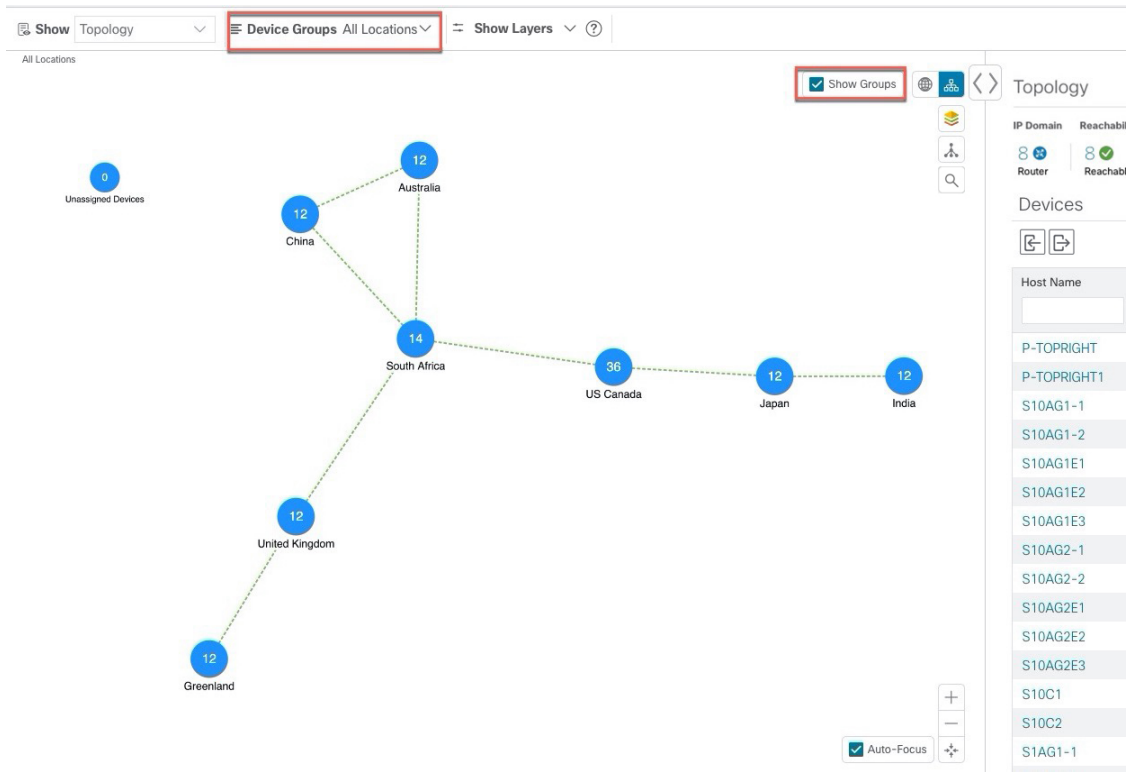 Show Topology Device Groups All Locations Show Layers ?
All Locations
Show Groups
Topology
IP Domain Reachabil
8 8
Router Reachabl
Devices
Host Name
P-TOPRIGHT
P-TOPRIGHT1
S10AG1-1
S10AG1-2
S10AG1E1
S10AG1E2
S10AG1E3
S10AG2-1
S10AG2-2
S10AG2E1
S10AG2E2
S10AG2E3
S10C1
S10C2
S1AG1-1
0
Unassigned Devices
12
Australia
12
China
14
South Africa
36
US Canada
12
Japan
12
India
12
United Kingdom
12
Greenland
Auto-Focus